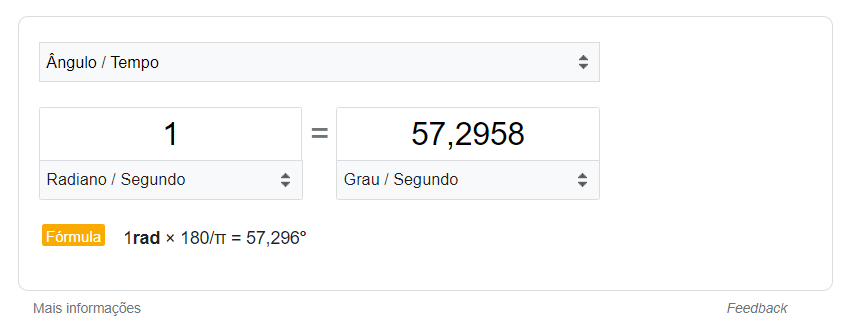 Ângulo / Tempo
1 = 57,2958
Radiano / Segundo Grau / Segundo
Fórmula 1rad × 180/π = 57,296°
Mais informações Feedback